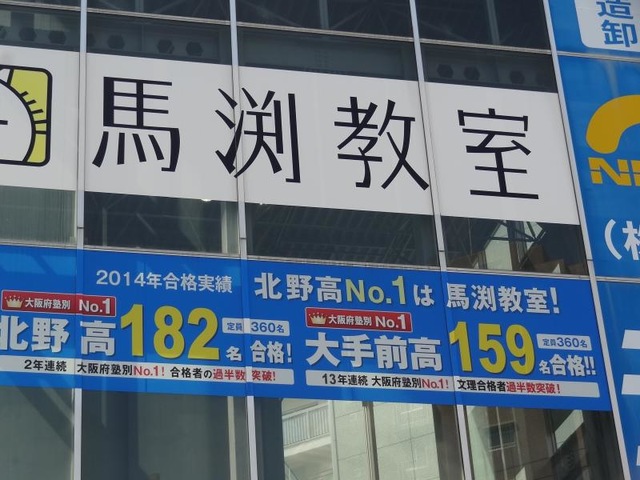 馬渕教室
2014年合格実績 北野高No.1は 馬渕教室!
大阪府塾別 No.1
北野 高 182名 合格!
定員 360名
2年連続 大阪府塾別No.1! 合格者の過半数 突破!
大阪府塾別 No.1
大手前高 159名合格!!
定員360名
13年連続 大阪府塾別No.1! 文理合格者過半数突破!
造
卸
(株